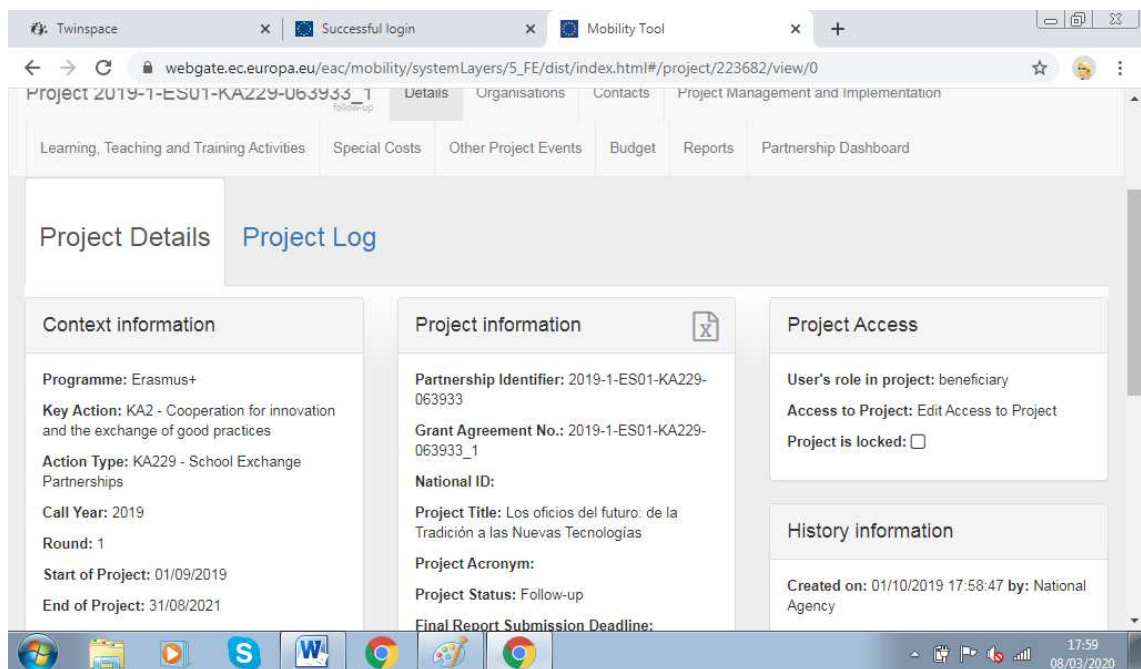 Twinspace
Successful login
Mobility Tool
webgate.ec.europa.eu/eac/mobility/systemLayers/5_FE/dist/index.html#/project/223682/view/0
Project 2019-1-ES01-KA229-063933_1
follow-up
Details
Organisations
Contacts
Project Management and Implementation
Learning, Teaching and Training Activities
Special Costs
Other Project Events
Budget
Reports
Partnership Dashboard
Project Details
Project Log
Context information
Programme: Erasmus+
Key Action: KA2 - Cooperation for innovation
and the exchange of good practices
Action Type: KA229 - School Exchange
Partnerships
Call Year: 2019
Round: 1
Start of Project: 01/09/2019
End of Project: 31/08/2021
Project information
X
Partnership Identifier: 2019-1-ES01-KA229-
063933
Grant Agreement No.: 2019-1-ES01-KA229-
063933_1
National ID:
Project Title: Los oficios del futuro: de la
Tradición a las Nuevas Tecnologías
Project Acronym:
Project Status: Follow-up
Final Report Submission Deadline:
Project Access
User's role in project: beneficiary
Access to Project: Edit Access to Project
Project is locked:
History information
Created on: 01/10/2019 17:58:47 by: National
Agency
S
W
17:59
08/03/2020